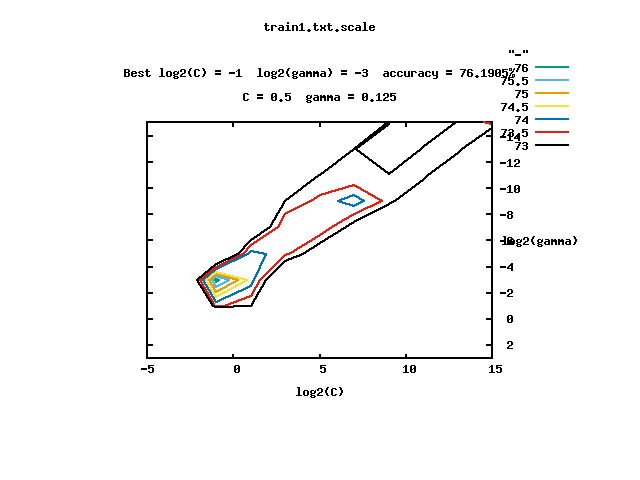 train1.txt.scale
"-"
Best log2(C) = -1  log2(gamma) = -3  accuracy = 76.1905%
76
75.5
C = 0.5  gamma = 0.125
75
74.5
74
73.5
73
-14
-12
-10
-8
-6
log2(gamma)
-4
-2
0
2
-5 0 5 10 15
log2(C)